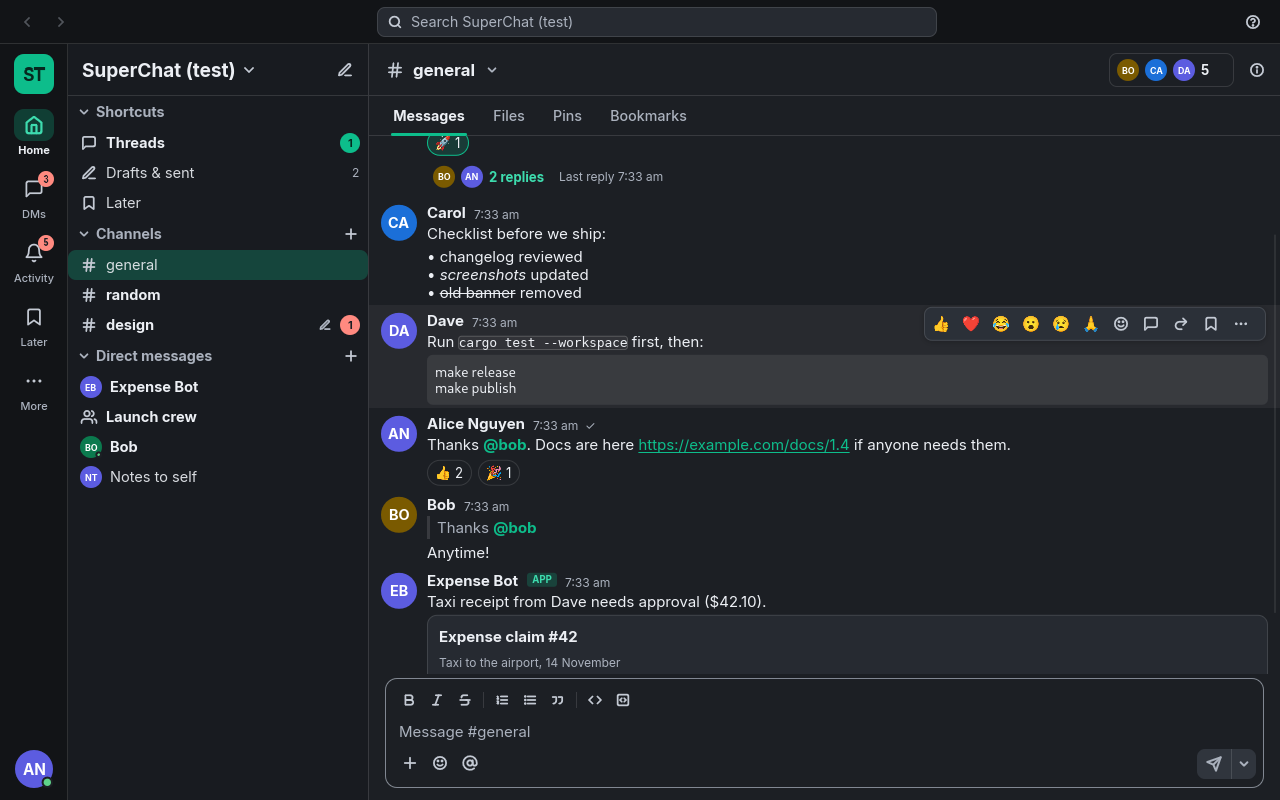 Search SuperChat (test)
ST
Home
3
DMs
5
Activity
Later
More
AN
SuperChat (test)
Shortcuts
Threads 1
Drafts & sent 2
Later
Channels
general
random
design 1
Direct messages
EB Expense Bot
Launch crew
BO Bob
NT Notes to self
# general
BO CA DA 5
Messages Files Pins Bookmarks
🚀 1
BO AN 2 replies Last reply 7:33 am
CA Carol 7:33 am
Checklist before we ship:
• changelog reviewed
• screenshots updated
• old banner removed
DA Dave 7:33 am
Run cargo test --workspace first, then:
make release
make publish
AN Alice Nguyen 7:33 am ✓
Thanks @bob. Docs are here https://example.com/docs/1.4 if anyone needs them.
👍 2 🎉 1
BO Bob 7:33 am
Thanks @bob
Anytime!
EB Expense Bot APP 7:33 am
Taxi receipt from Dave needs approval ($42.10).
Expense claim #42
Taxi to the airport, 14 November
Message #general